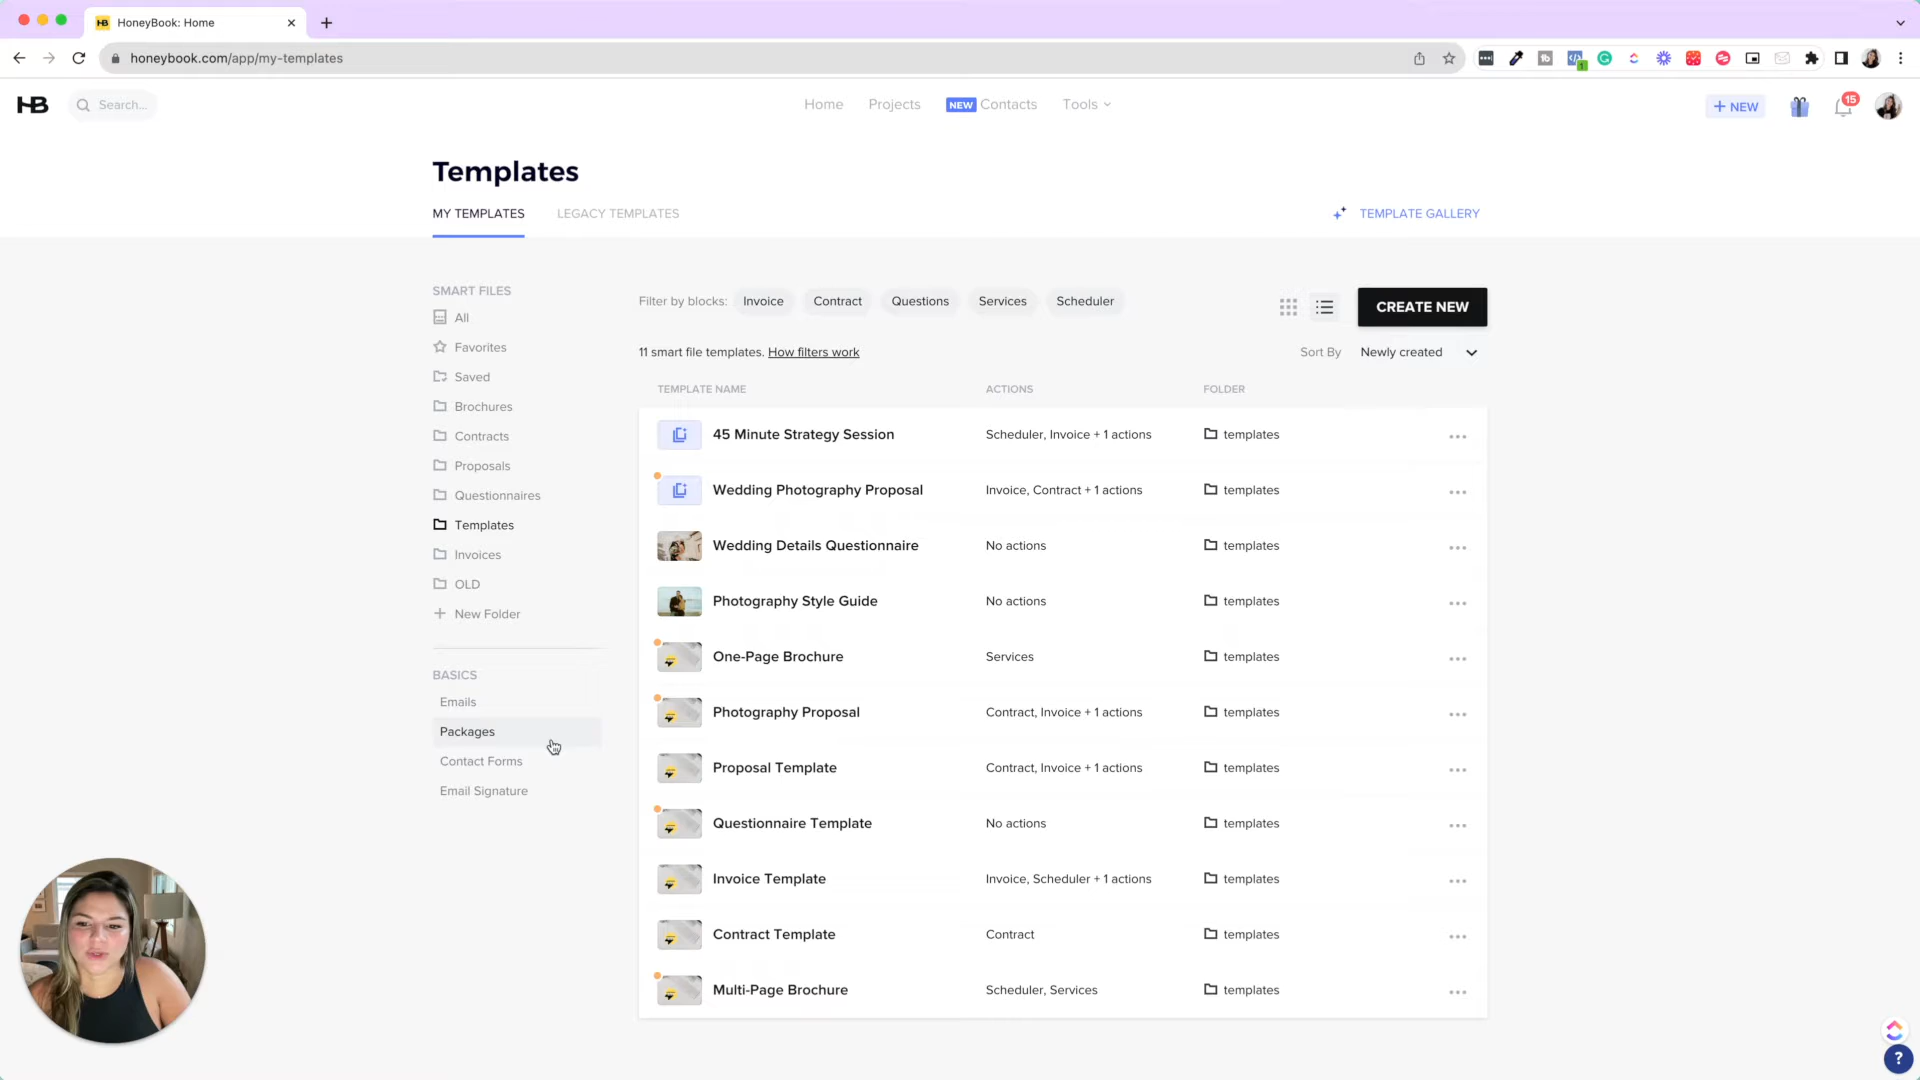 HB HoneyBook: Home
honeybook.com/app/my-templates
1
HB Search... Home Projects NEW Contacts Tools + NEW 15
Templates
MY TEMPLATES LEGACY TEMPLATES TEMPLATE GALLERY
SMART FILES
All
Favorites
Saved
Brochures
Contracts
Proposals
Questionnaires
Templates
Invoices
OLD
New Folder
BASICS
Emails
Packages
Contact Forms
Email Signature
Filter by blocks: Invoice Contract Questions Services Scheduler
CREATE NEW
11 smart file templates. How filters work Sort By Newly created
TEMPLATE NAME ACTIONS FOLDER
45 Minute Strategy Session Scheduler, Invoice + 1 actions templates
Wedding Photography Proposal Invoice, Contract + 1 actions templates
Wedding Details Questionnaire No actions templates
Photography Style Guide No actions templates
One-Page Brochure Services templates
Photography Proposal Contract, Invoice + 1 actions templates
Proposal Template Contract, Invoice + 1 actions templates
Questionnaire Template No actions templates
Invoice Template Invoice, Scheduler + 1 actions templates
Contract Template Contract templates
Multi-Page Brochure Scheduler, Services templates
?